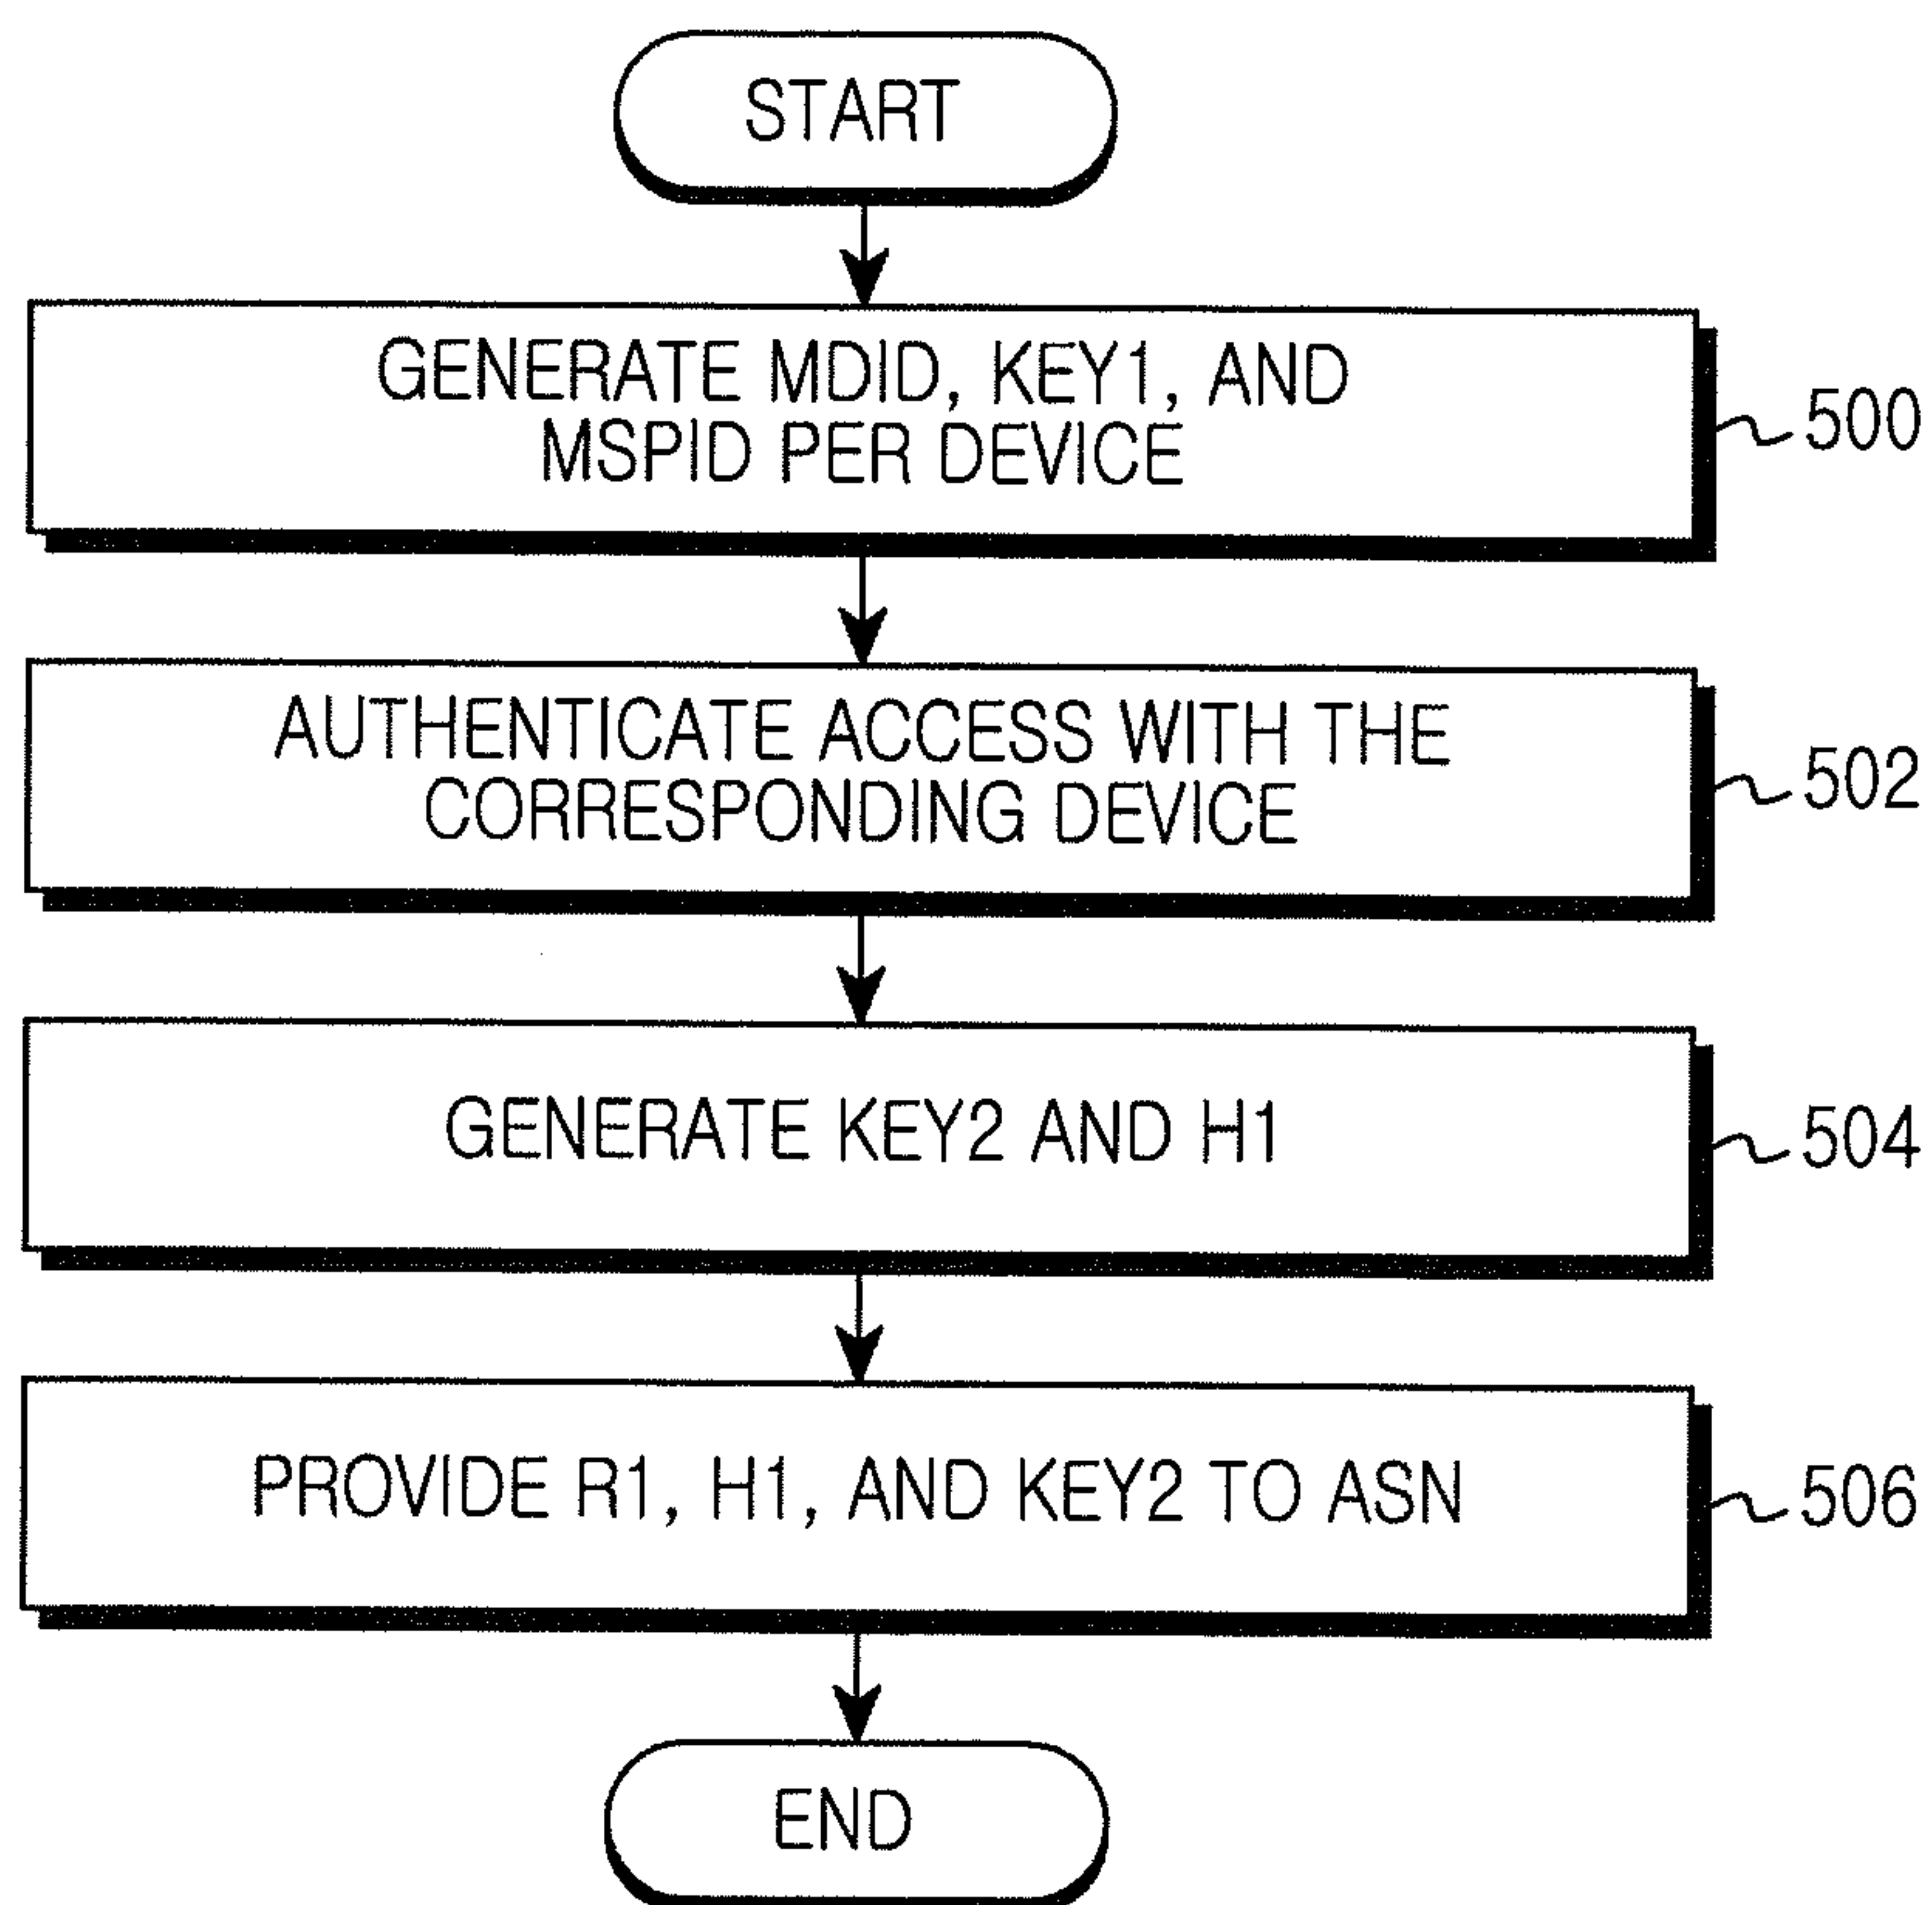 START
GENERATE MDID, KEY1, AND
MSPID PER DEVICE
500
AUTHENTICATE ACCESS WITH THE
CORRESPONDING DEVICE
502
GENERATE KEY2 AND H1
504
PROVIDE R1, H1, AND KEY2 TO ASN
506
END